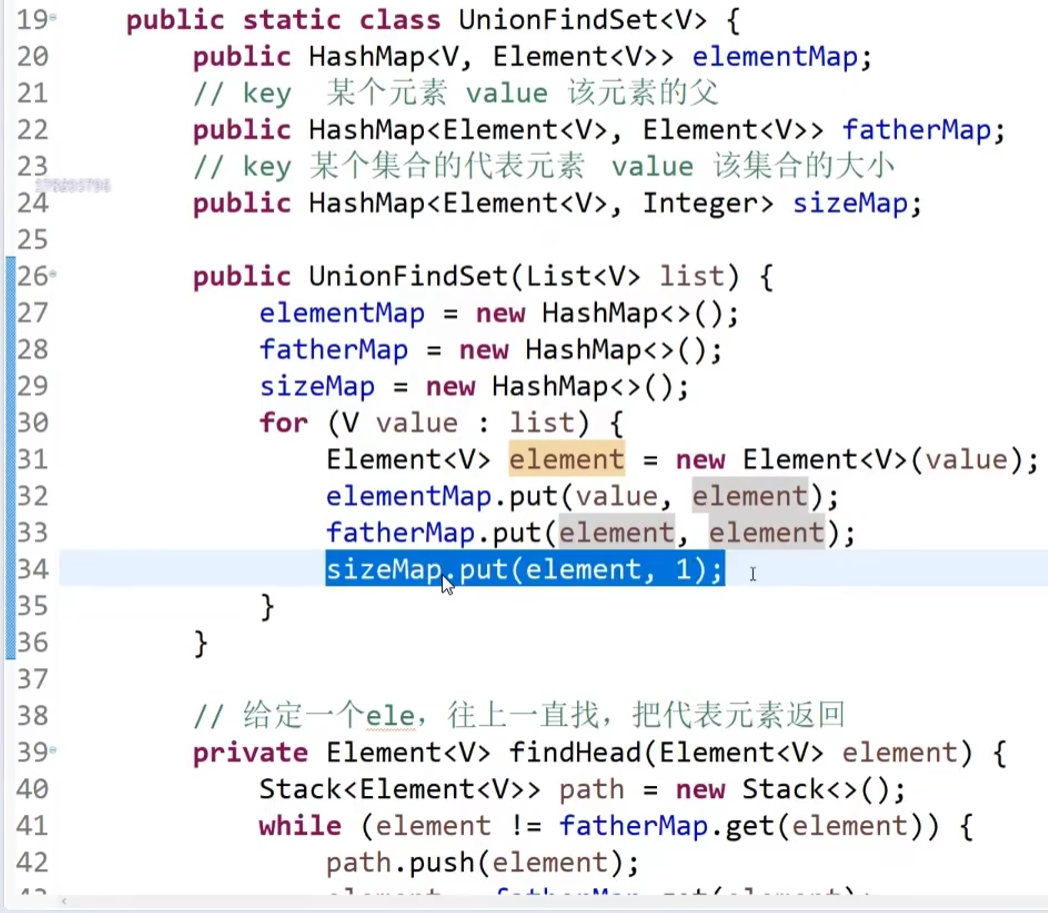 19 public static class UnionFindSet<V> {
20 public HashMap<V, Element<V>> elementMap;
21 // key 某个元素 value 该元素的父
22 public HashMap<Element<V>, Element<V>> fatherMap;
23 // key 某个集合的代表元素 value 该集合的大小
24 public HashMap<Element<V>, Integer> sizeMap;
25
26 public UnionFindSet(List<V> list) {
27 elementMap = new HashMap<>();
28 fatherMap = new HashMap<>();
29 sizeMap = new HashMap<>();
30 for (V value : list) {
31 Element<V> element = new Element<V>(value);
32 elementMap.put(value, element);
33 fatherMap.put(element, element);
34 sizeMap.put(element, 1);
35 }
36 }
37
38 // 给定一个ele，往上一直找，把代表元素返回
39 private Element<V> findHead(Element<V> element) {
40 Stack<Element<V>> path = new Stack<>();
41 while (element != fatherMap.get(element)) {
42 path.push(element);